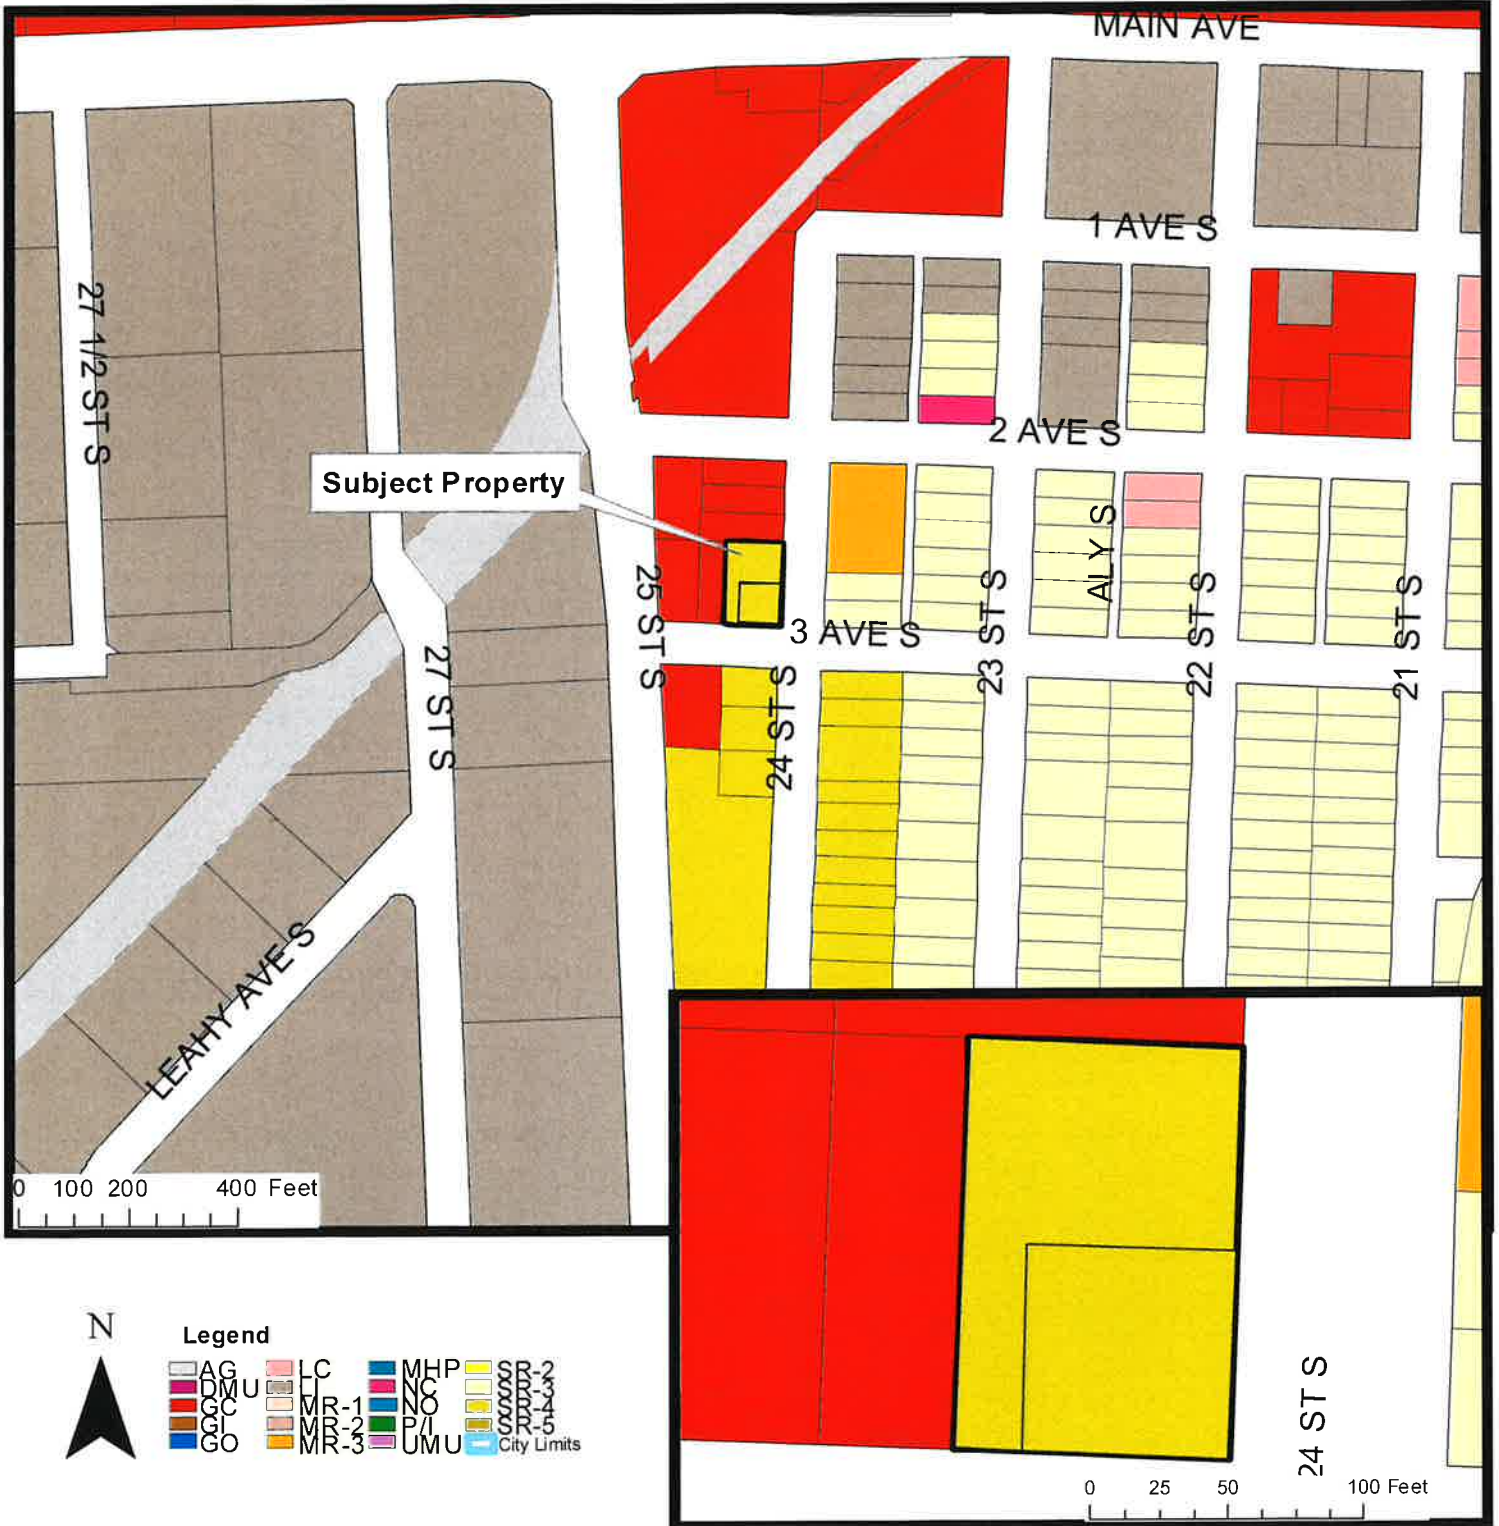 MAIN AVE
1 AVE S
27 1/2 ST S
2 AVE S
Subject Property
ALY S
25 ST S
23 ST S
22 ST S
21 ST S
3 AVE S
27 ST S
24 ST S
LEAHY AVE S
0 100 200 400 Feet
24 ST S
0 25 50 100 Feet
N
Legend
AG LC MHP SR-2
DMU LI NC SR-3
GC MR-1 NO SR-4
GI MR-2 P/I SR-5
GO MR-3 UMU City Limits